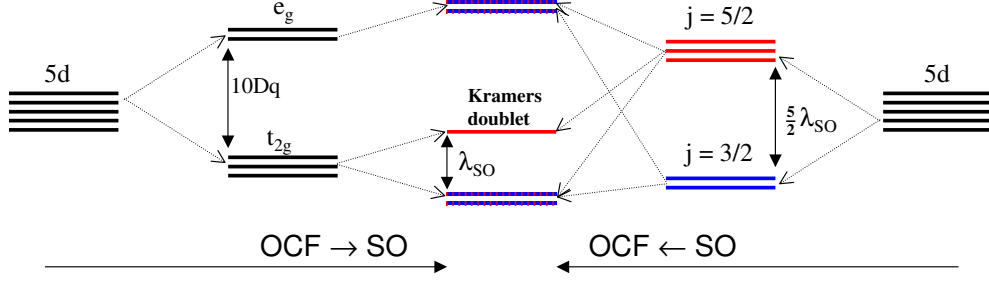 e_g
j = 5/2
5d
10Dq
Kramers
doublet
5d
5/2 λ_SO
t_2g
λ_SO
j = 3/2
OCF → SO
OCF ← SO